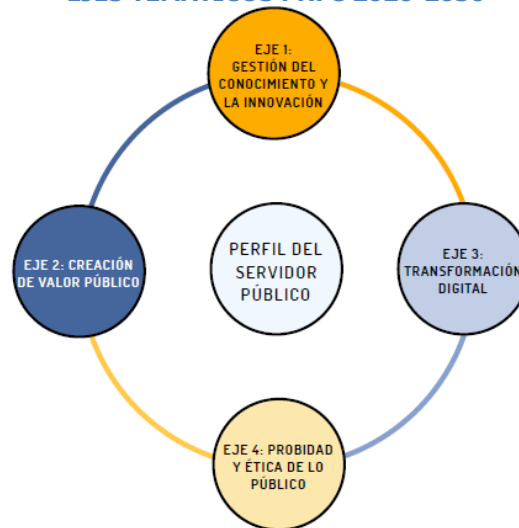 EJE 1:
GESTIÓN DEL
CONOCIMIENTO Y
LA INNOVACIÓN
EJE 2: CREACIÓN
DE VALOR PÚBLICO
PERFIL DEL
SERVIDOR
PÚBLICO
EJE 3:
TRANSFORMACIÓN
DIGITAL
EJE 4: PROBIDAD
Y ÉTICA DE LO
PÚBLICO